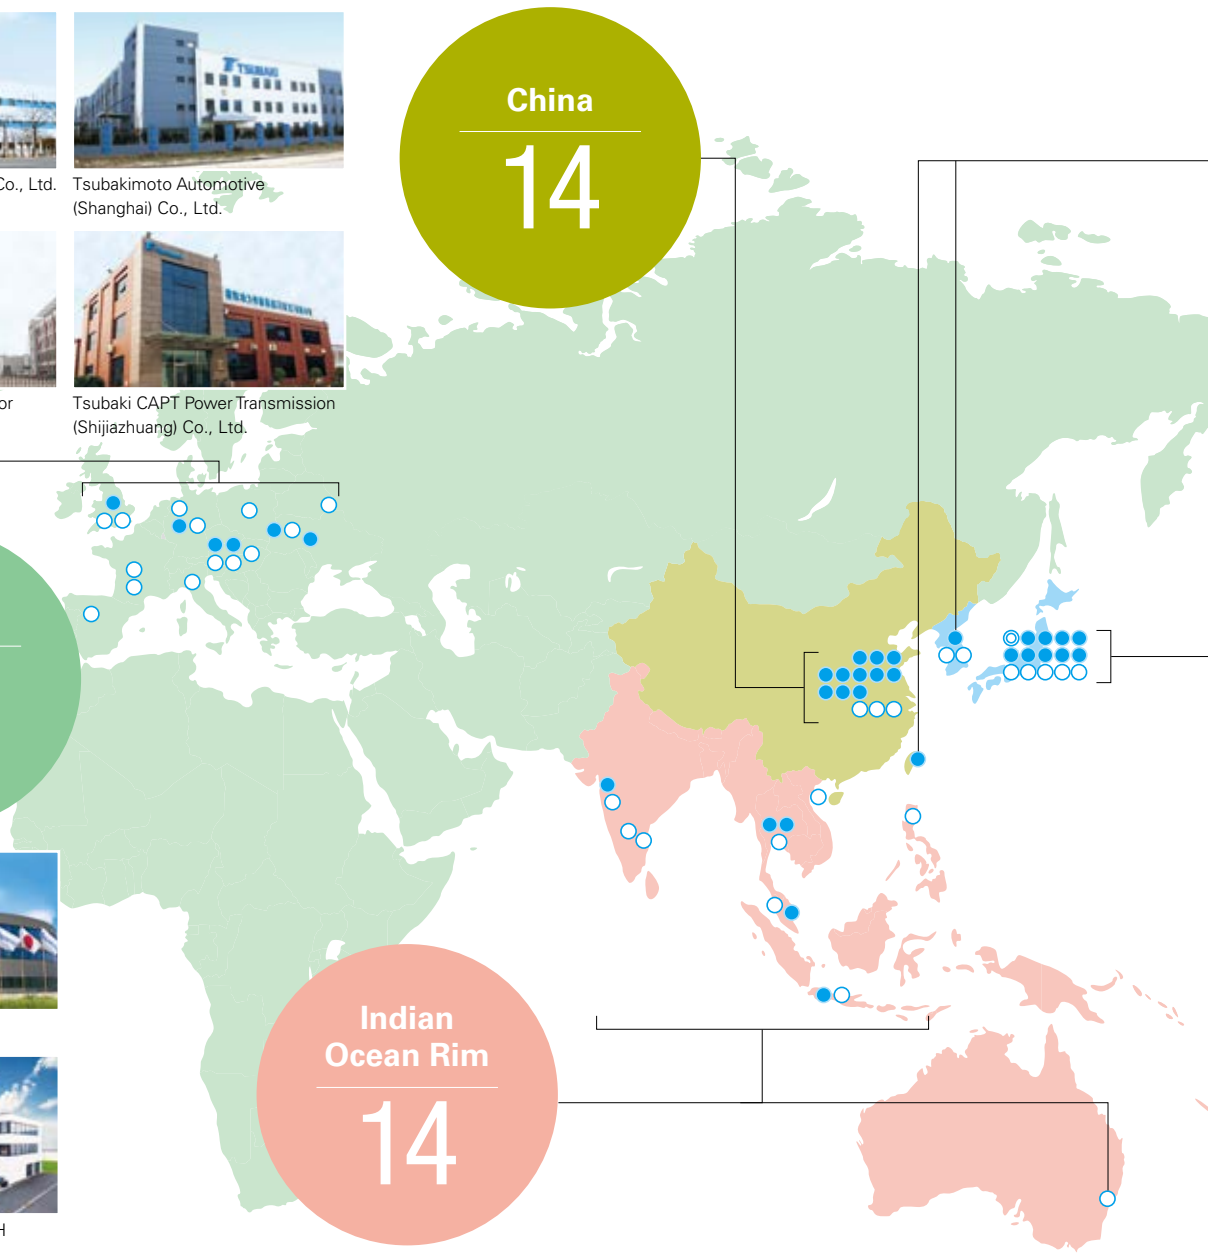 TSUBAKI
Co., Ltd.
Tsubakimoto Automotive
(Shanghai) Co., Ltd.
or
Tsubaki CAPT Power Transmission
(Shijiazhuang) Co., Ltd.
China
14
Indian
Ocean Rim
14
H